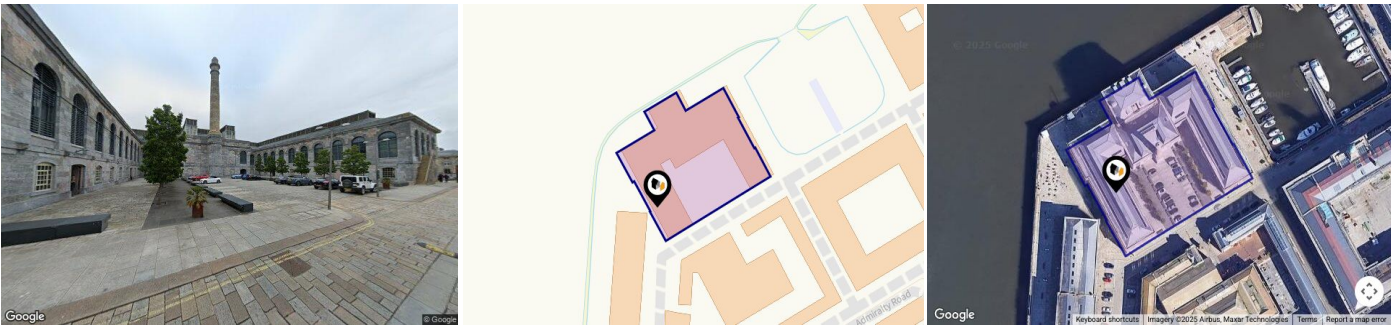 Google
© Google
Admiralty Road
© 2025 Google
Google
Keyboard shortcuts
Imagery ©2025 Airbus, Maxar Technologies
Terms
Report a map error